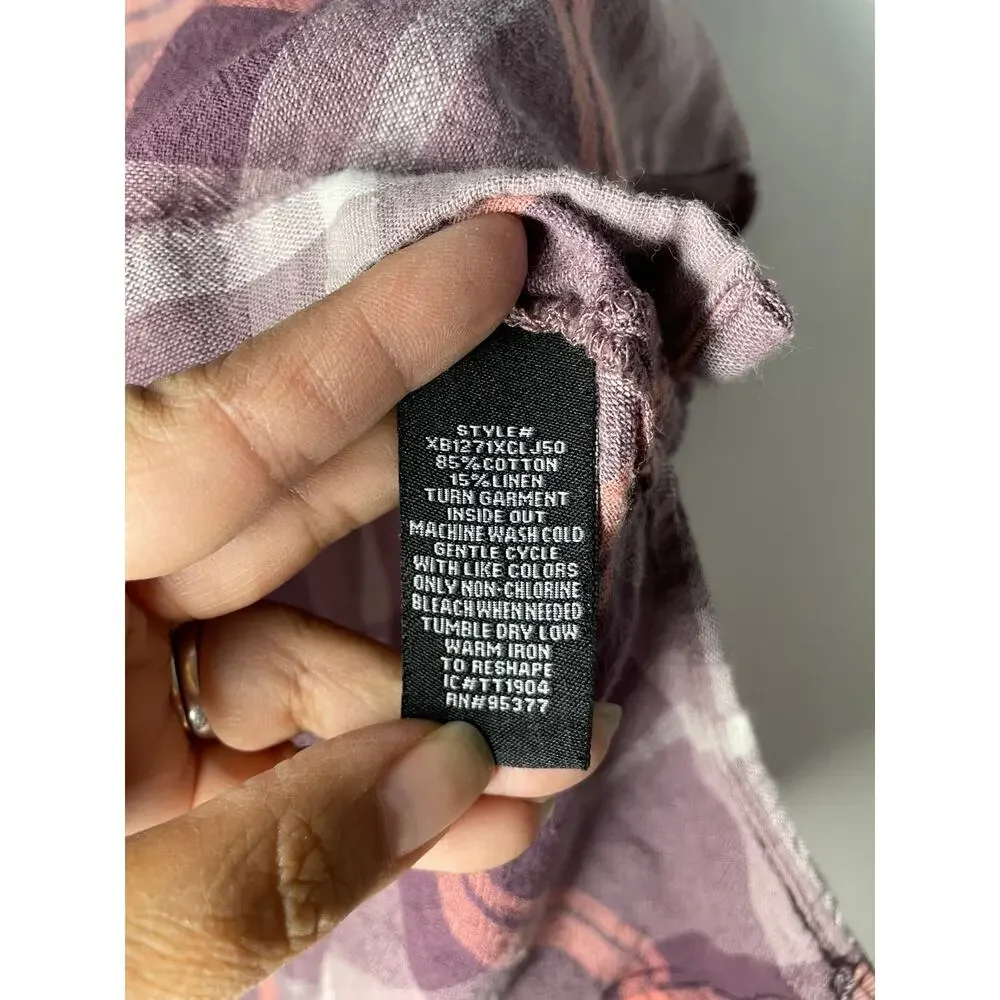 STYLE#
XB1271XCLJ50
85%COTTON
15%LINEN
TURN GARMENT
INSIDE OUT
MACHINE WASH COLD
GENTLE CYCLE
WITH LIKE COLORS
ONLY NON-CHLORINE
BLEACH WHEN NEEDED
TUMBLE DRY LOW
WARM IRON
TO RESHAPE
IC#TT1904
RN#95377